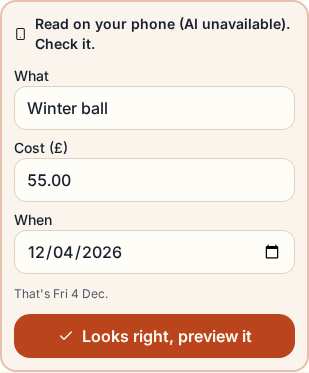 Read on your phone (AI unavailable).
Check it.
What
Winter ball
Cost (£)
55.00
When
12/04/2026
That's Fri 4 Dec.
Looks right, preview it